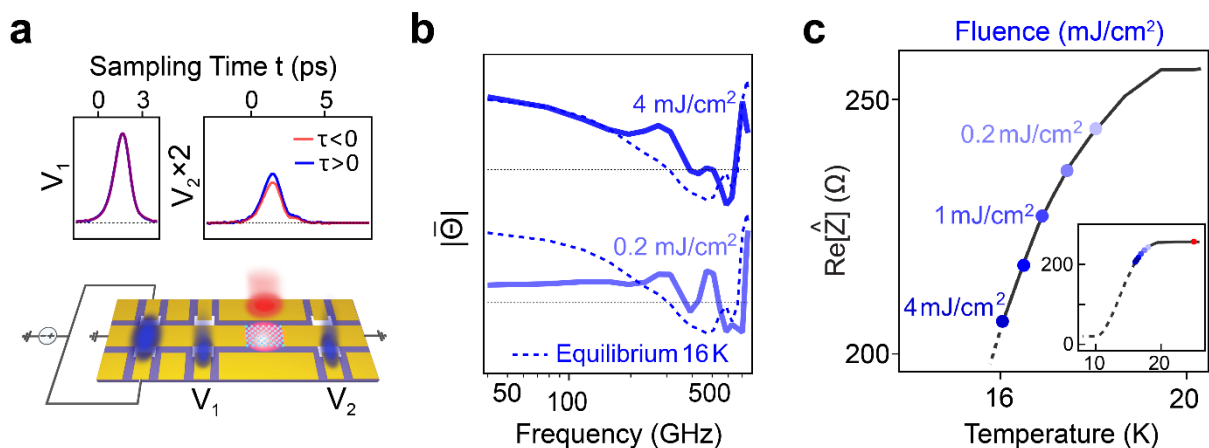 a
Sampling Time t (ps)
0 3
0 5
V₁
V₂×2
τ<0
τ>0
V₁
V₂
b
4 mJ/cm²
0.2 mJ/cm²
|Θ̄|
Equilibrium 16 K
50 100 500
Frequency (GHz)
c
Fluence (mJ/cm²)
250
200
Re[Ẑ] (Ω)
0.2 mJ/cm²
1 mJ/cm²
4 mJ/cm²
200
0
10 20
16 18 20
Temperature (K)